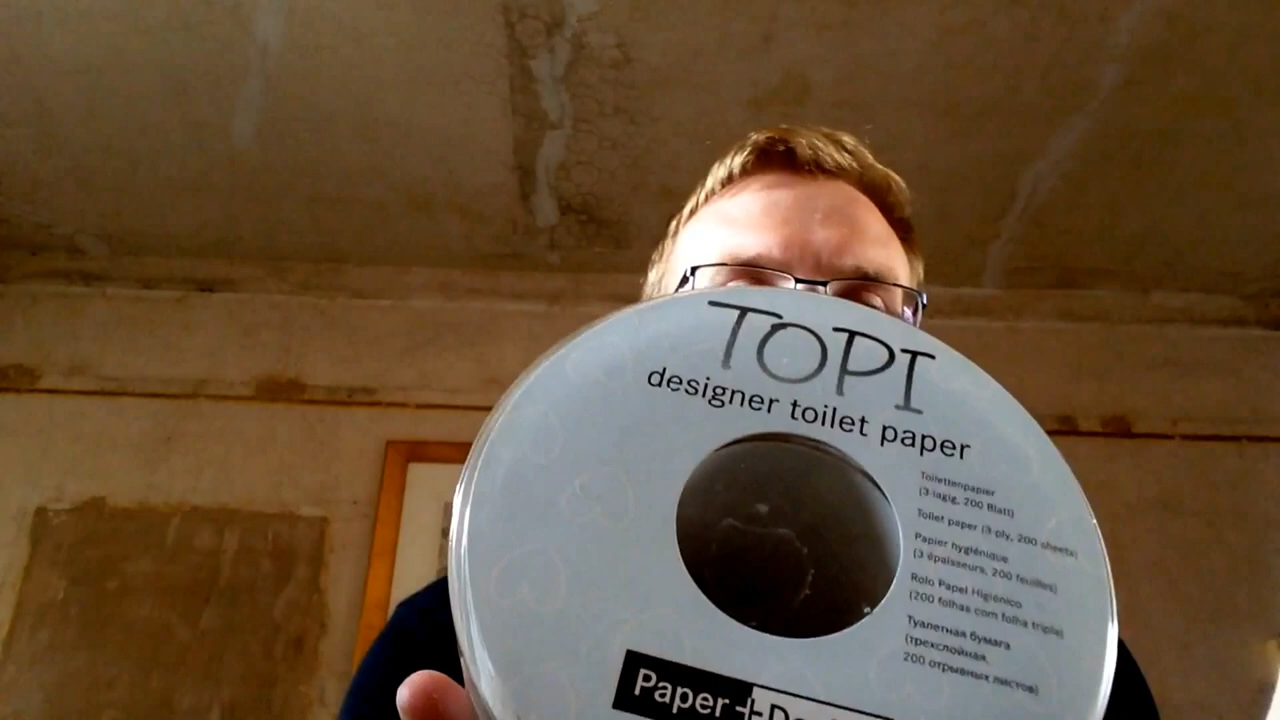 TOPI
designer toilet paper
Toilettenpapier
(3-lagig, 200 Blatt)
Toilet paper (3 ply, 200 sheets)
Papier hygiénique
(3 épaisseurs, 200 feuilles)
Rolo Papel Higiénico
(200 folhas com folha tripla)
Туалетная бумага
(трехслойная,
200 отрывных листов)
Paper+